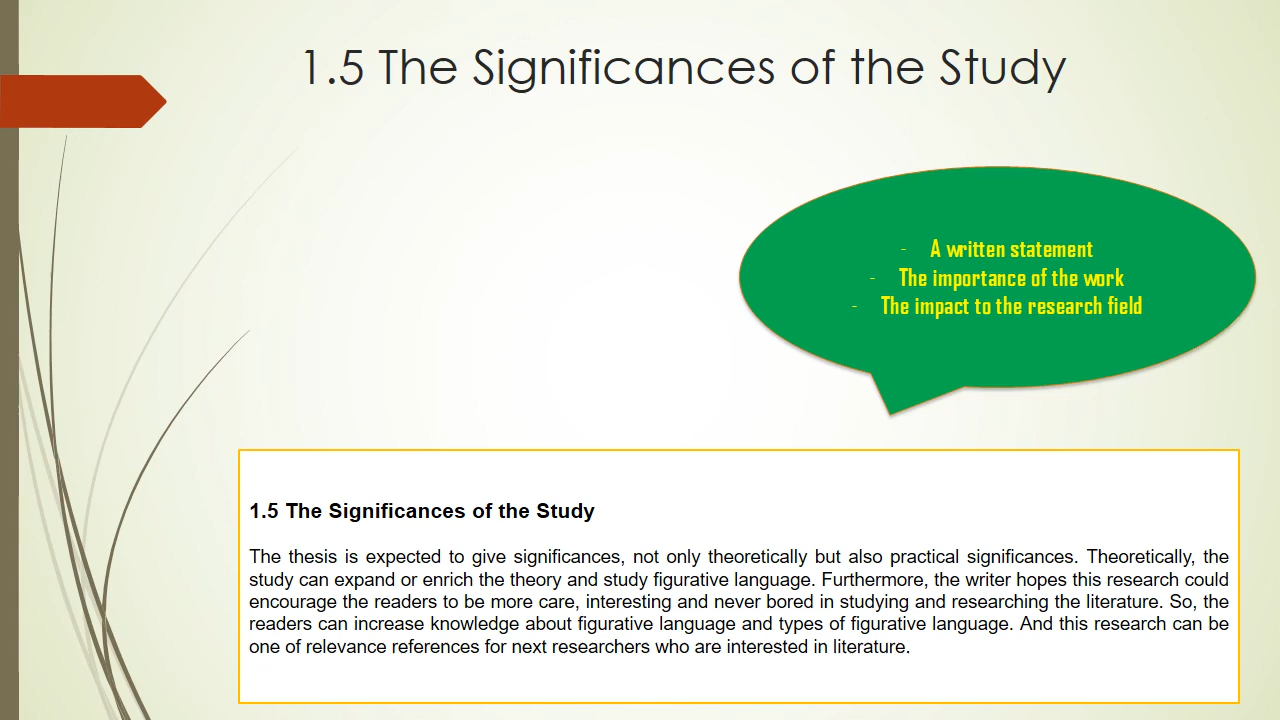 1.5 The Significances of the Study
- A written statement
- The importance of the work
- The impact to the research field
1.5 The Significances of the Study
The thesis is expected to give significances, not only theoretically but also practical significances. Theoretically, the
study can expand or enrich the theory and study figurative language. Furthermore, the writer hopes this research could
encourage the readers to be more care, interesting and never bored in studying and researching the literature. So, the
readers can increase knowledge about figurative language and types of figurative language. And this research can be
one of relevance references for next researchers who are interested in literature.